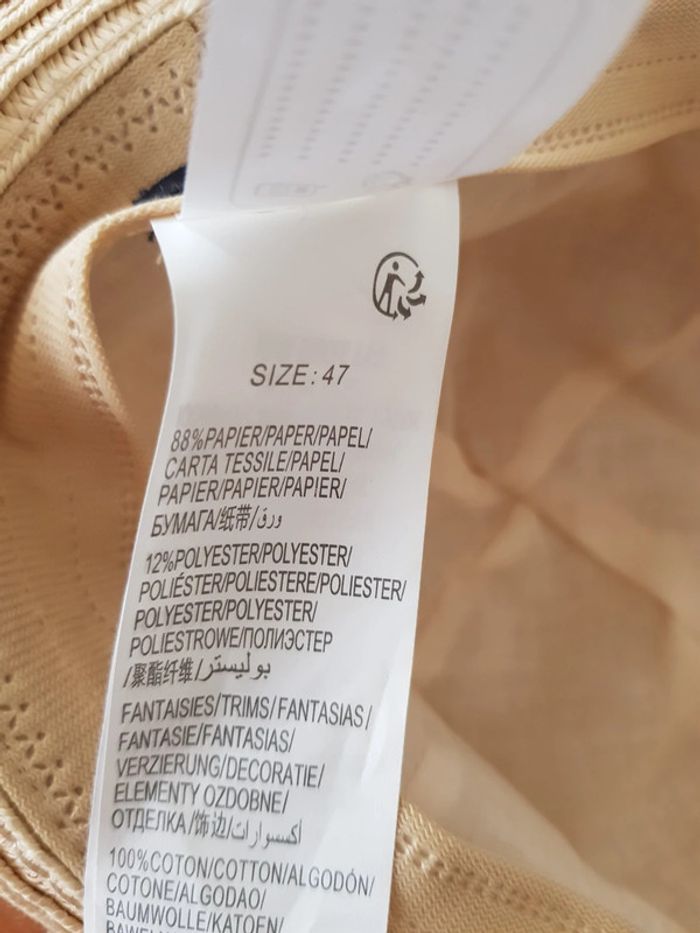 SIZE: 47
88%PAPIER/PAPER/PAPEL/
CARTA TESSILE/PAPEL/
PAPIER/PAPIER/PAPIER/
БУМАГА/纸带/ورق
12%POLYESTER/POLYESTER/
POLIÉSTER/POLIESTERE/POLIESTER/
POLYESTER/POLYESTER/
POLIESTROWE/ПОЛИЭСТЕР
/聚酯纤维/بوليستر
FANTAISIES/TRIMS/FANTASIAS/
FANTASIE/FANTASIAS/
VERZIERUNG/DECORATIE/
ELEMENTY OZDOBNE/
ОТДЕЛКА/饰边/أكسسوارات
100%COTON/COTTON/ALGODÓN/
COTONE/ALGODAO/
BAUMWOLLE/KATOEN/